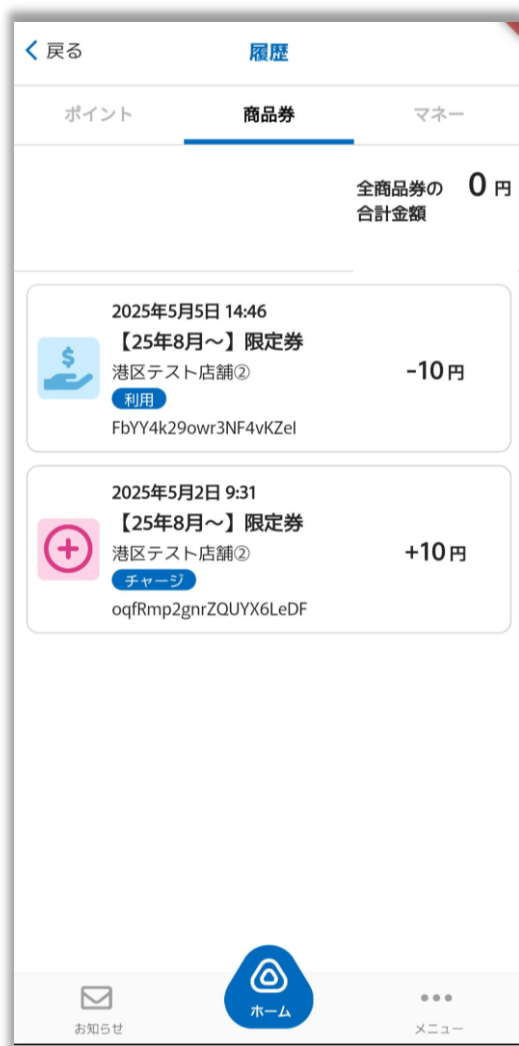 戻る
履歴
ポイント
商品券
マネー
全商品券の
合計金額
0 円
2025年5月5日 14:46
【25年8月～】限定券
港区テスト店舗②
-10円
利用
FbYY4k29owr3NF4vKZeI
2025年5月2日 9:31
【25年8月～】限定券
港区テスト店舗②
+10円
チャージ
oqfRmp2gnrZQUYX6LeDF
お知らせ
ホーム
メニュー